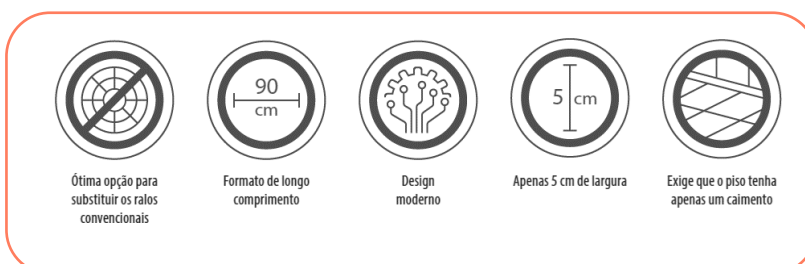 90
cm
5 cm
Ótima opção para
substituir os ralos
convencionais
Formato de longo
comprimento
Design
moderno
Apenas 5 cm de largura
Exige que o piso tenha
apenas um caimento